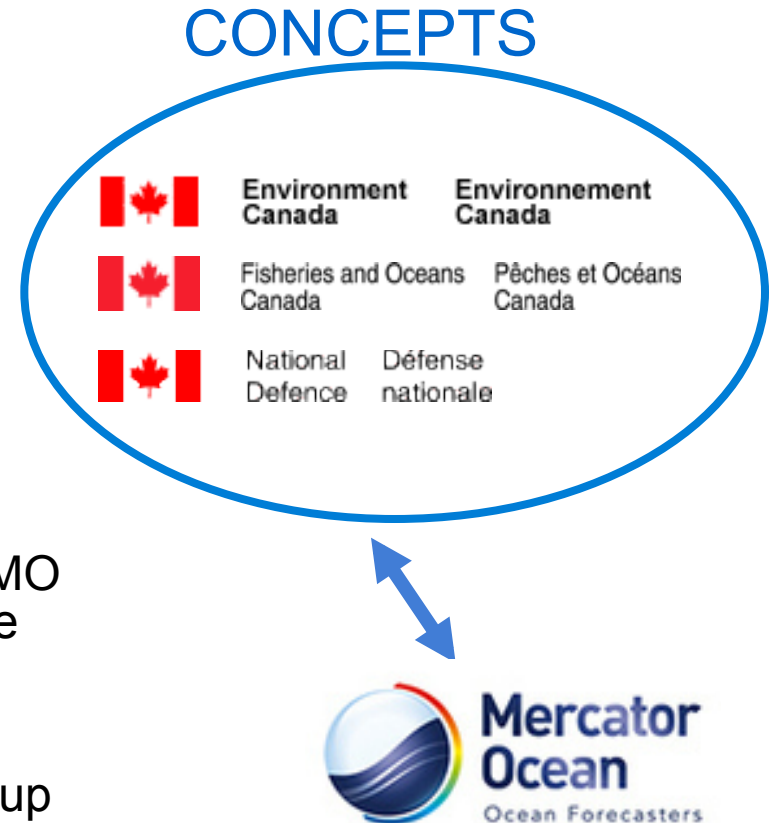 CONCEPTS
Environment Environnement
Canada Canada
Fisheries and Oceans Pêches et Océans
Canada Canada
National Défense
Defence nationale
MO
e
up
Mercator
Ocean
Ocean Forecasters